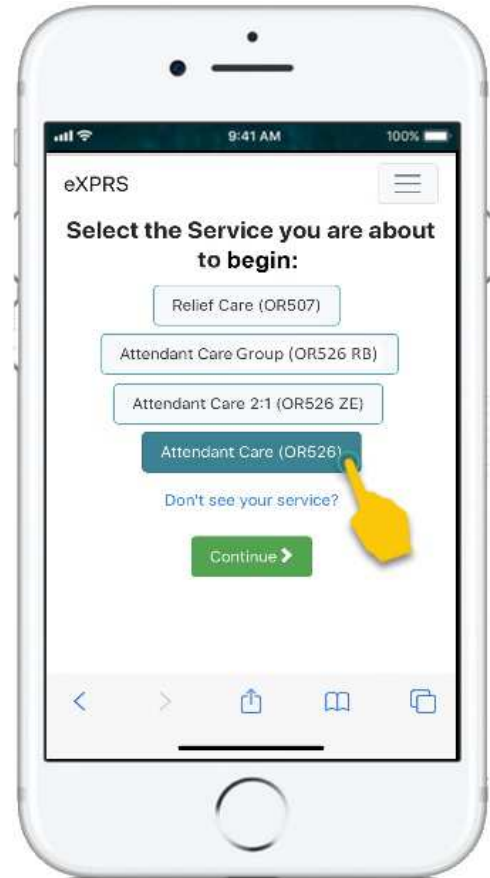 9:41 AM 100%
eXPRS
Select the Service you are about
to begin:
Relief Care (OR507)
Attendant Care Group (OR526 RB)
Attendant Care 2:1 (OR526 ZE)
Attendant Care (OR526)
Don't see your service?
Continue